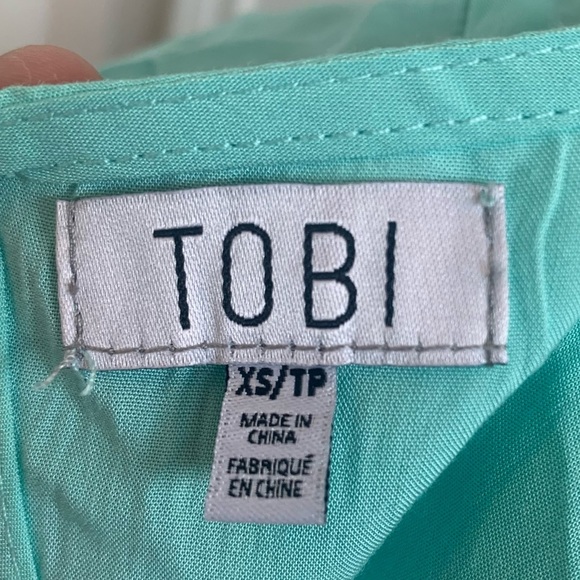 TOBI
XS/TP
MADE IN
CHINA
FABRIQUÉ
EN CHINE